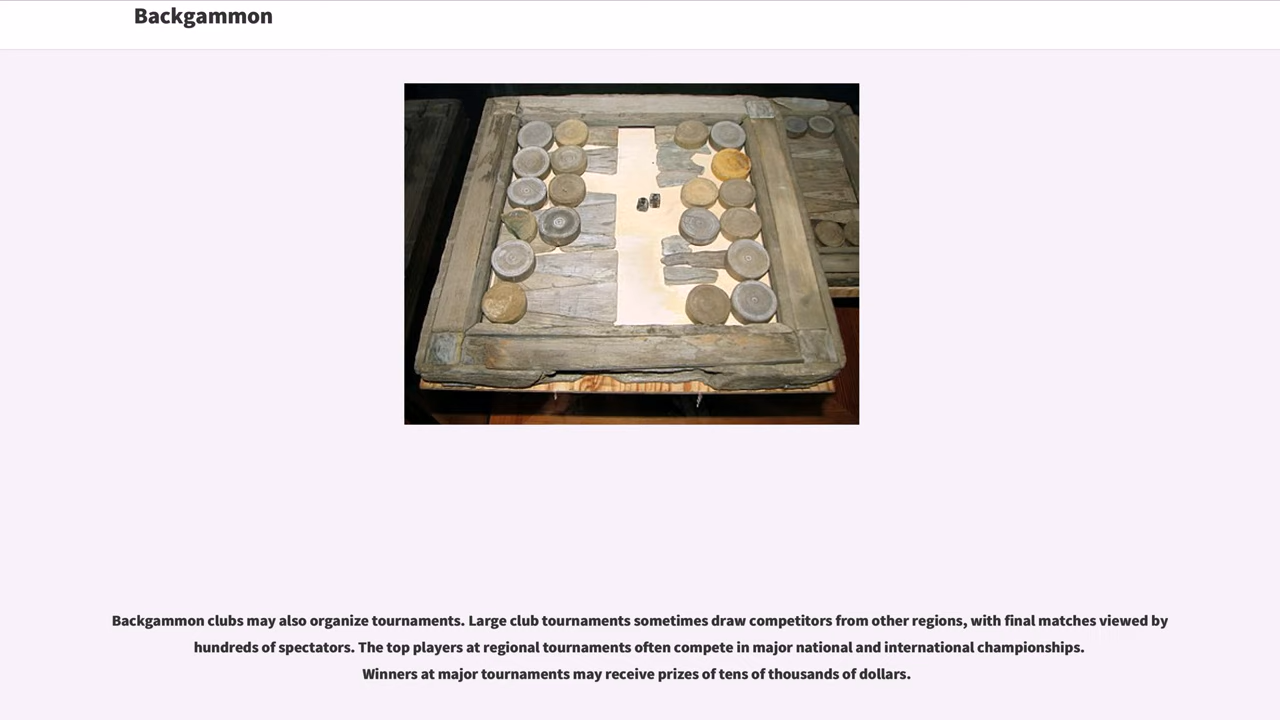 Backgammon
Backgammon clubs may also organize tournaments. Large club tournaments sometimes draw competitors from other regions, with final matches viewed by
hundreds of spectators. The top players at regional tournaments often compete in major national and international championships.
Winners at major tournaments may receive prizes of tens of thousands of dollars.